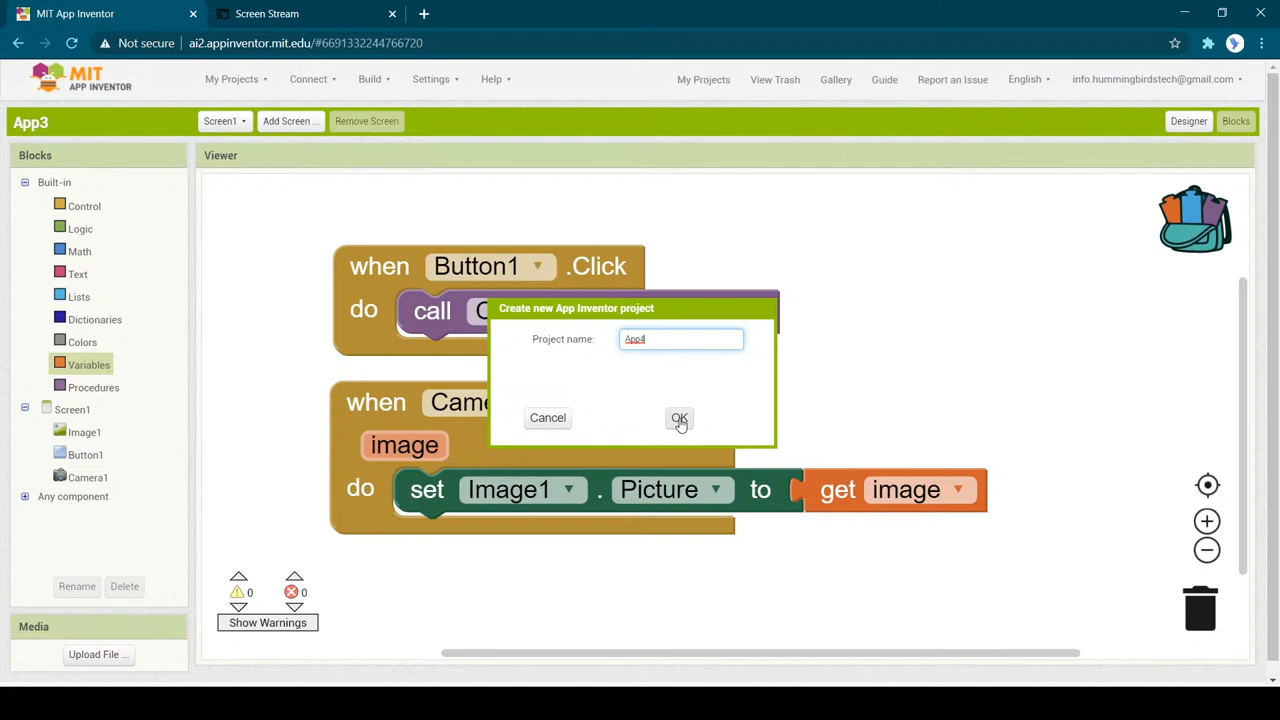 MIT App Inventor
Screen Stream
Not secure
ai2.appinventor.mit.edu/#6691332244766720
MIT
APP INVENTOR
My Projects
Connect
Build
Settings
Help
My Projects
View Trash
Gallery
Guide
Report an Issue
English
info.hummingbirdstech@gmail.com
App3
Screen1
Add Screen ...
Remove Screen
Designer
Blocks
Blocks
Viewer
Built-in
Control
Logic
Math
Text
Lists
Dictionaries
Colors
Variables
Procedures
Screen1
Image1
Button1
Camera1
Any component
Rename
Delete
Media
Upload File ...
when Button1 .Click
do call
Create new App Inventor project
Project name: App4
Cancel
OK
when
image
do set Image1 . Picture to get image
0
0
Show Warnings